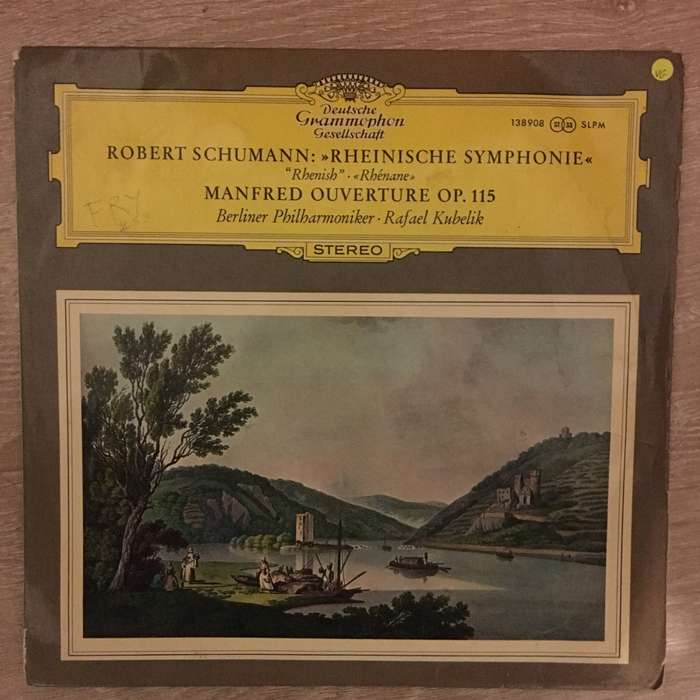 Deutsche
Grammophon
Gesellschaft
138908 SLPM
ROBERT SCHUMANN: »RHEINISCHE SYMPHONIE«
"Rhenish" · «Rhénane»
MANFRED OUVERTURE OP. 115
Berliner Philharmoniker · Rafael Kubelik
STEREO